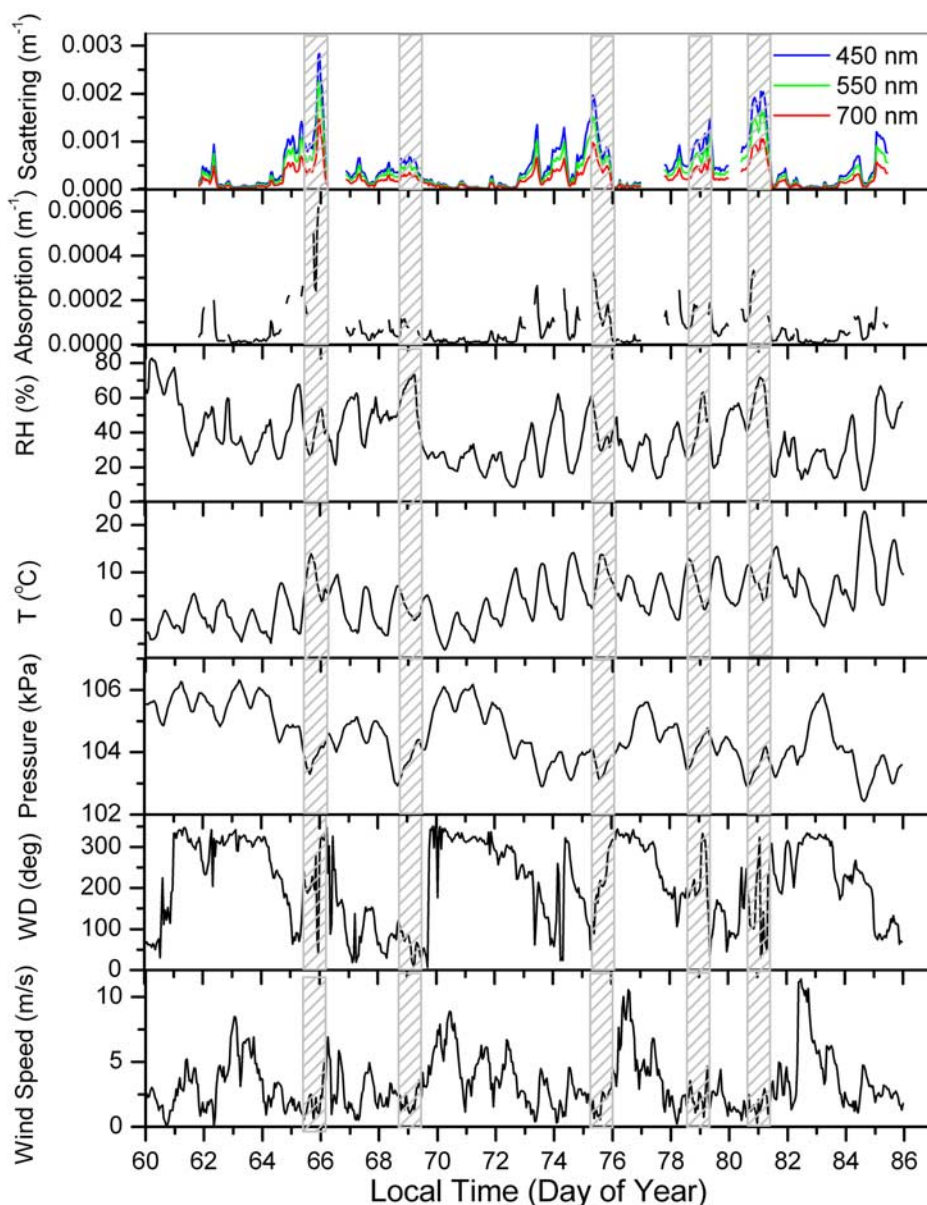 0.003
0.002
0.001
0.000
Scattering (m⁻¹)
450 nm
550 nm
700 nm
0.0006
0.0004
0.0002
0.0000
Absorption (m⁻¹)
80
60
40
20
0
RH (%)
20
10
0
T (°C)
106
104
102
Pressure (kPa)
300
200
100
0
WD (deg)
10
5
0
Wind Speed (m/s)
60 62 64 66 68 70 72 74 76 78 80 82 84 86
Local Time (Day of Year)